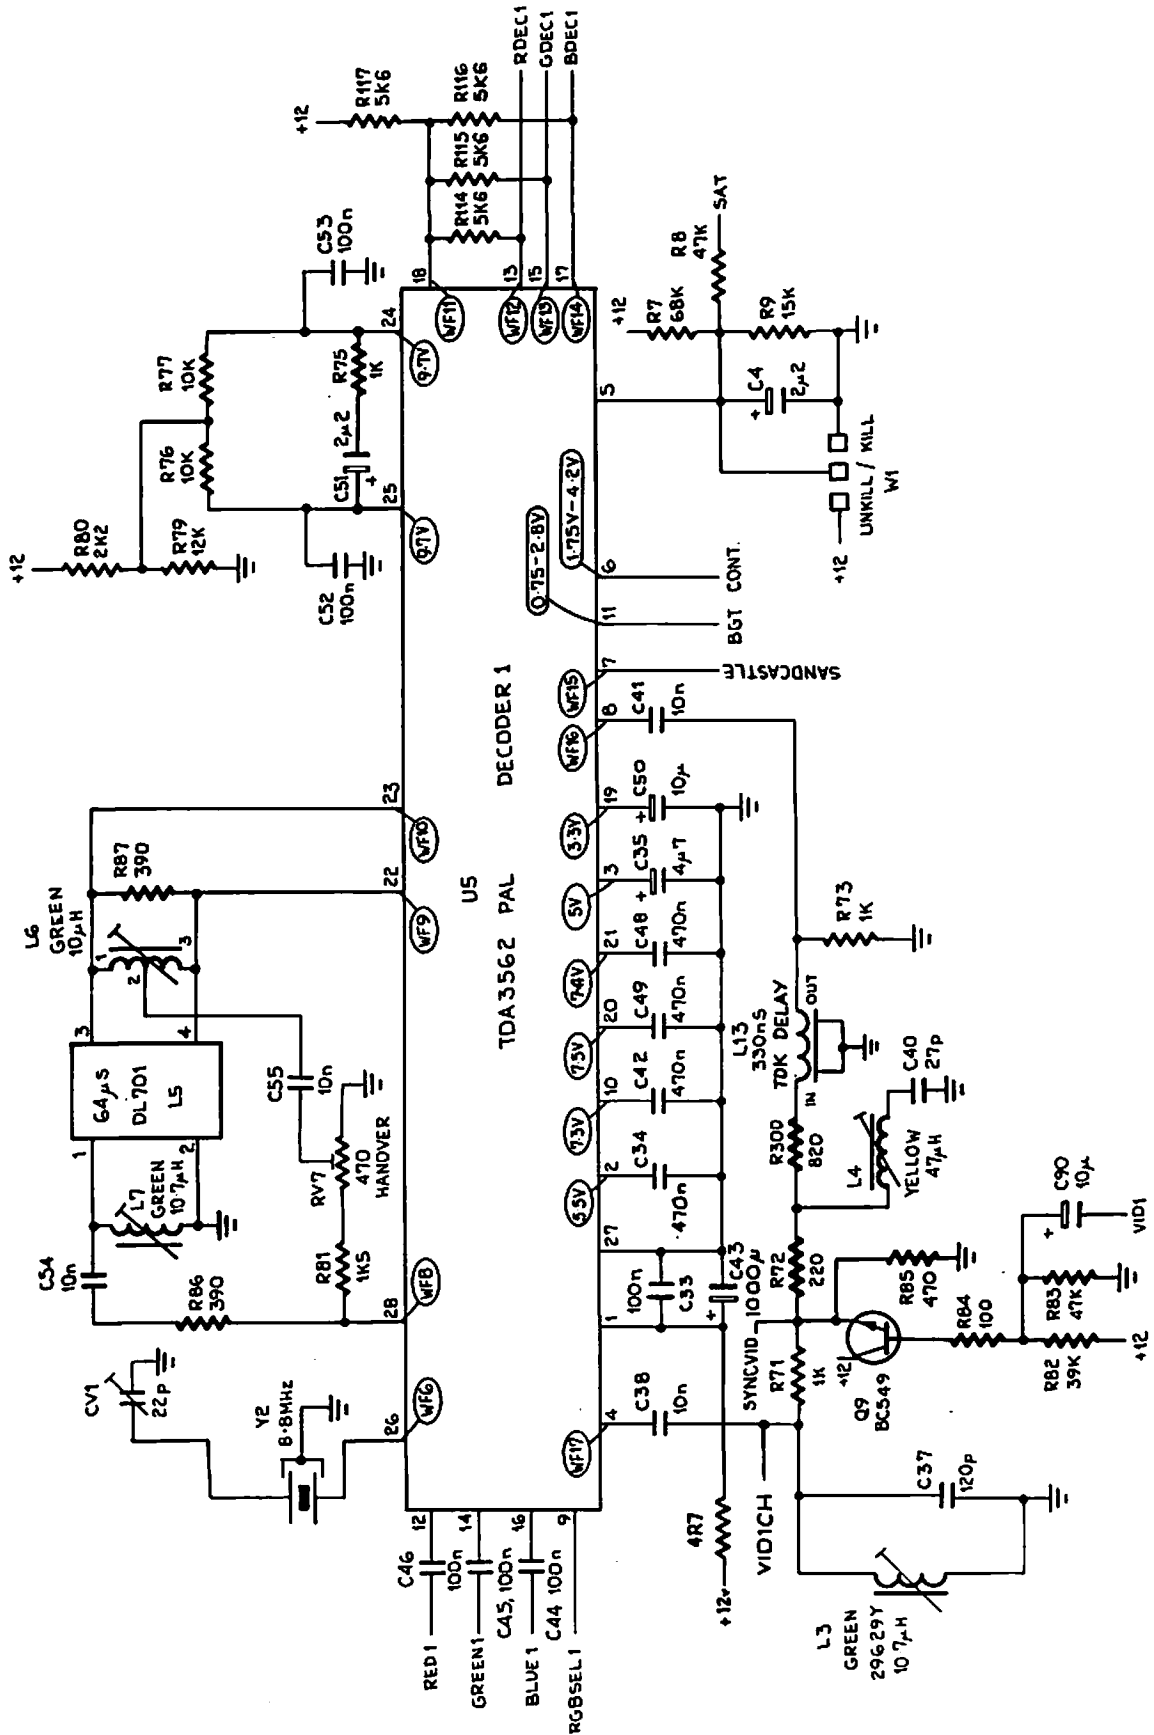 CV1
22p
Y2
8·8MHz
26
WF6
C54
10n
R86
390
28
WF8
L7
GREEN
10·7µH
1
2
64µS
DL701
L5
3
4
R81
1K5
RV7
470
HANOVER
C55
10n
L6
GREEN
10µH
1
2
3
R87
390
22
WF9
23
WF10
+12
R80
2K2
R79
12K
R76
10K
R77
10K
C52
100n
25
9.7V
C51
2µ2
+
R75
1K
24
9·7V
C53
100n
+12
R117
5K6
R114
5K6
R115
5K6
R116
5K6
RDEC1
GDEC1
BDEC1
18
WF11
13
WF12
15
WF13
17
WF14
U5
TDA3562 PAL DECODER 1
RED1
C46
100n
12
GREEN1
C45, 100n
14
BLUE1
C44 100n
16
RGBSEL1
9
WF17
4
C38
10n
1
27
100n
C33
+
C43
1000µ
4R7
+12v
5·5V
2
C34
470n
7·3V
10
C42
470n
7·5V
20
C49
470n
7·4V
21
C48
470n
5V
3
C35
4µ7
+
3·3V
19
C50
10µ
+
WF16
8
C41
10n
WF15
7
SANDCASTLE
0·75-2·8V
11
BGT
1·75V-4·2V
6
CONT.
5
+12
R7
68K
R8
47K
SAT
R9
15K
C4
2µ2
+
+12
UNKILL/KILL
W1
VID1CH
SYNCVID
R71
1K
R72
220
R300
820
IN
L13
330nS
TDK DELAY
OUT
R73
1K
L4
YELLOW
47µH
C40
27p
R85
470
Q9
BC549
+12
R84
100
R82
39K
+12
R83
47K
C90
10µ
+
VID1
L3
GREEN
29629Y
10 7µH
C37
120p